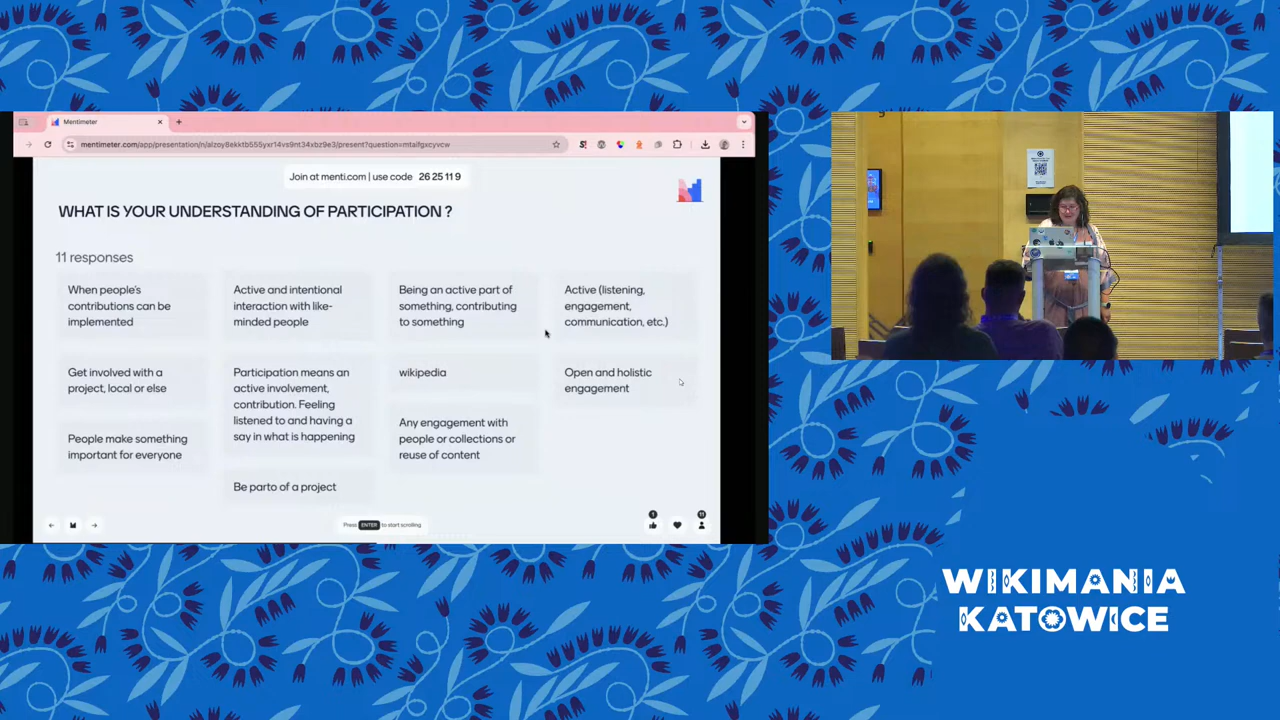 Mentimeter
mentimeter.com/app/presentation/n/alzoy8ekktb555yxr14vs9nt34xbz9e3/present?question=mtaifgxcyvcw
Join at menti.com | use code 26 25 11 9
WHAT IS YOUR UNDERSTANDING OF PARTICIPATION ?
11 responses
When people's
contributions can be
implemented
Get involved with a
project, local or else
People make something
important for everyone
Active and intentional
interaction with like-
minded people
Participation means an
active involvement,
contribution. Feeling
listened to and having a
say in what is happening
Be parto of a project
Being an active part of
something, contributing
to something
wikipedia
Any engagement with
people or collections or
reuse of content
Active (listening,
engagement,
communication, etc.)
Open and holistic
engagement
Press ENTER to start scrolling
1
11
WIKIMANIA
KATOWICE